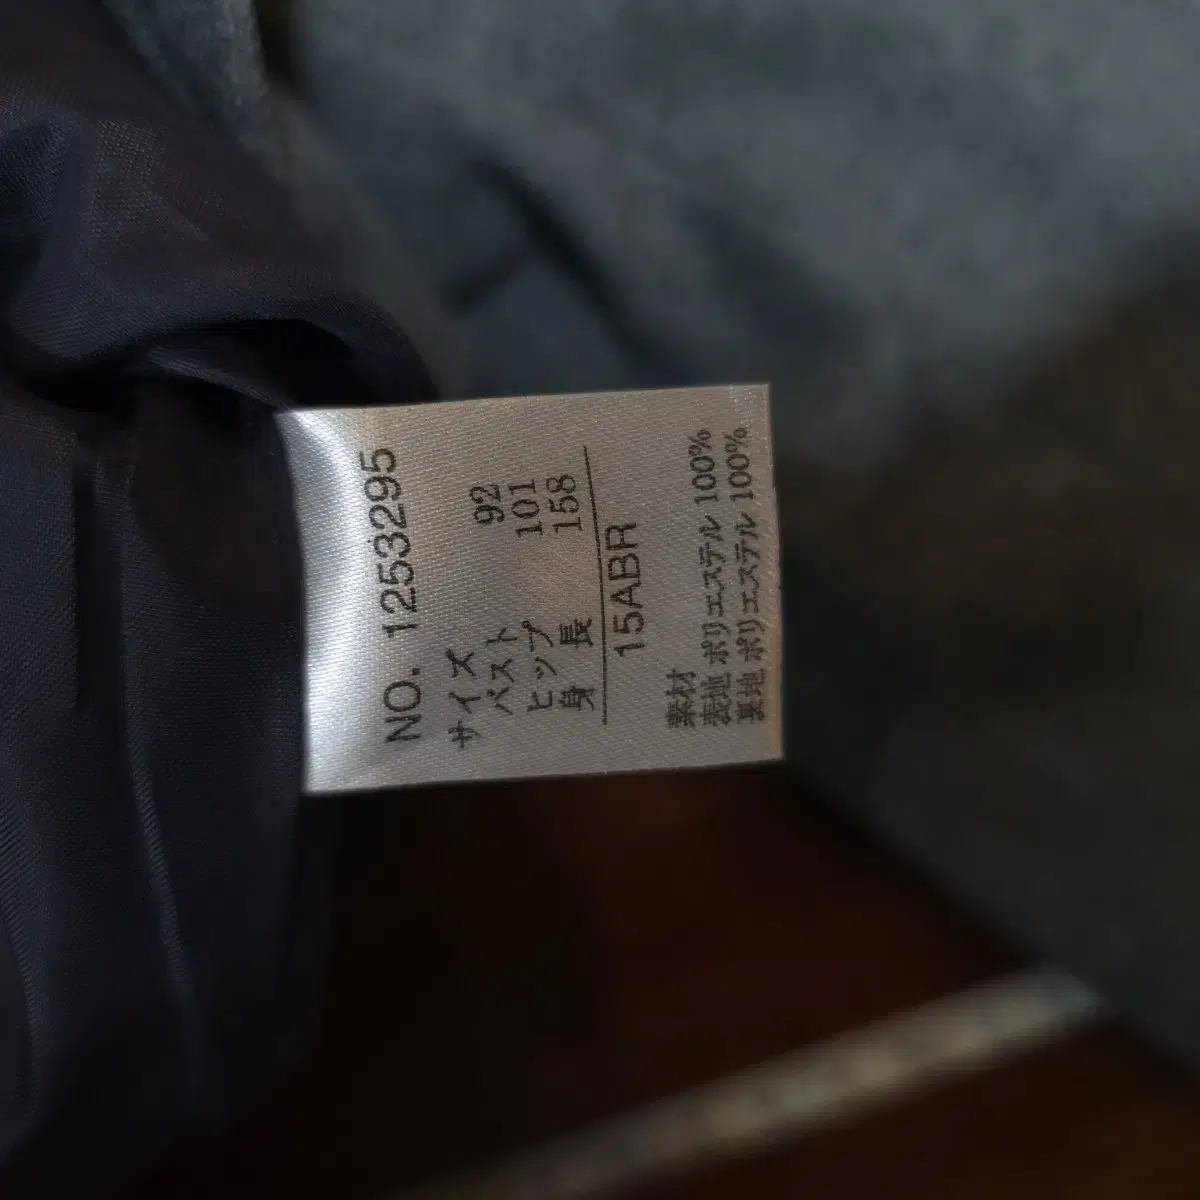 NO. 1253295
サイズ
バスト 92
ヒップ 101
身 長 158
15ABR
素材
表地 ポリエステル 100%
裏地 ポリエステル 100%